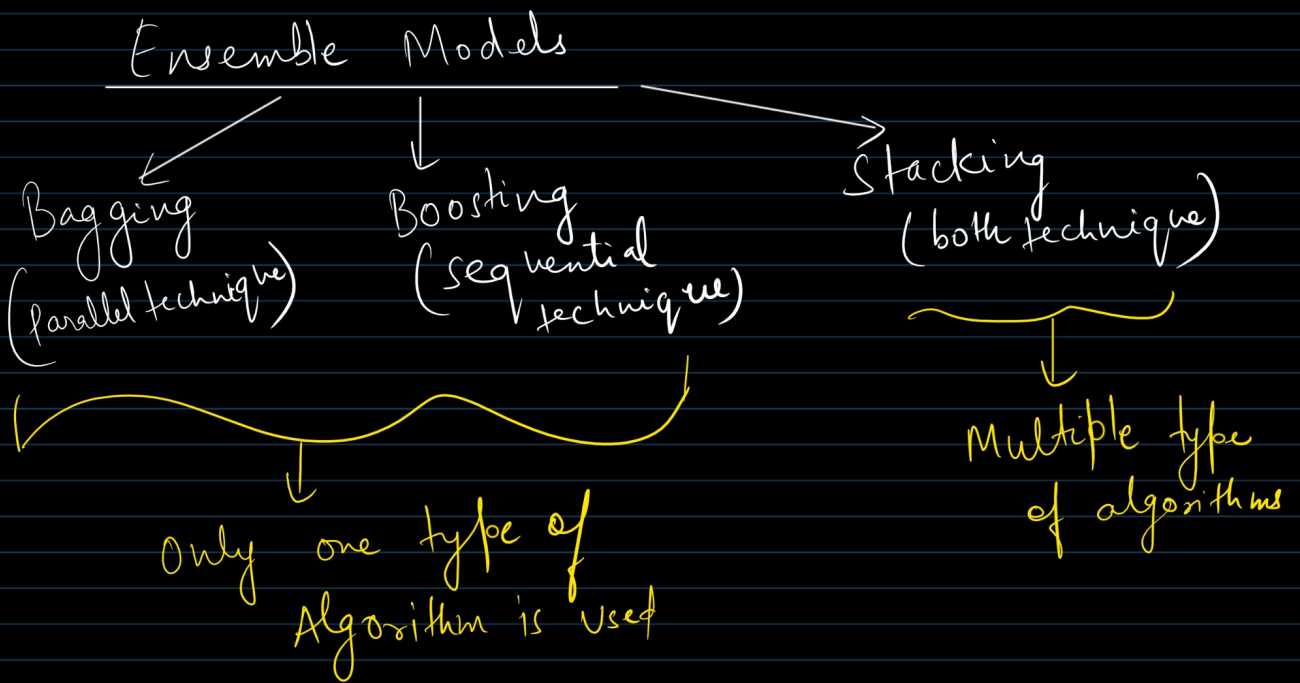 Ensemble Models
Bagging
(Parallel technique)
Boosting
(sequential
technique)
Stacking
(both technique)
Only one type of
Algorithm is used
Multiple type
of algorithms